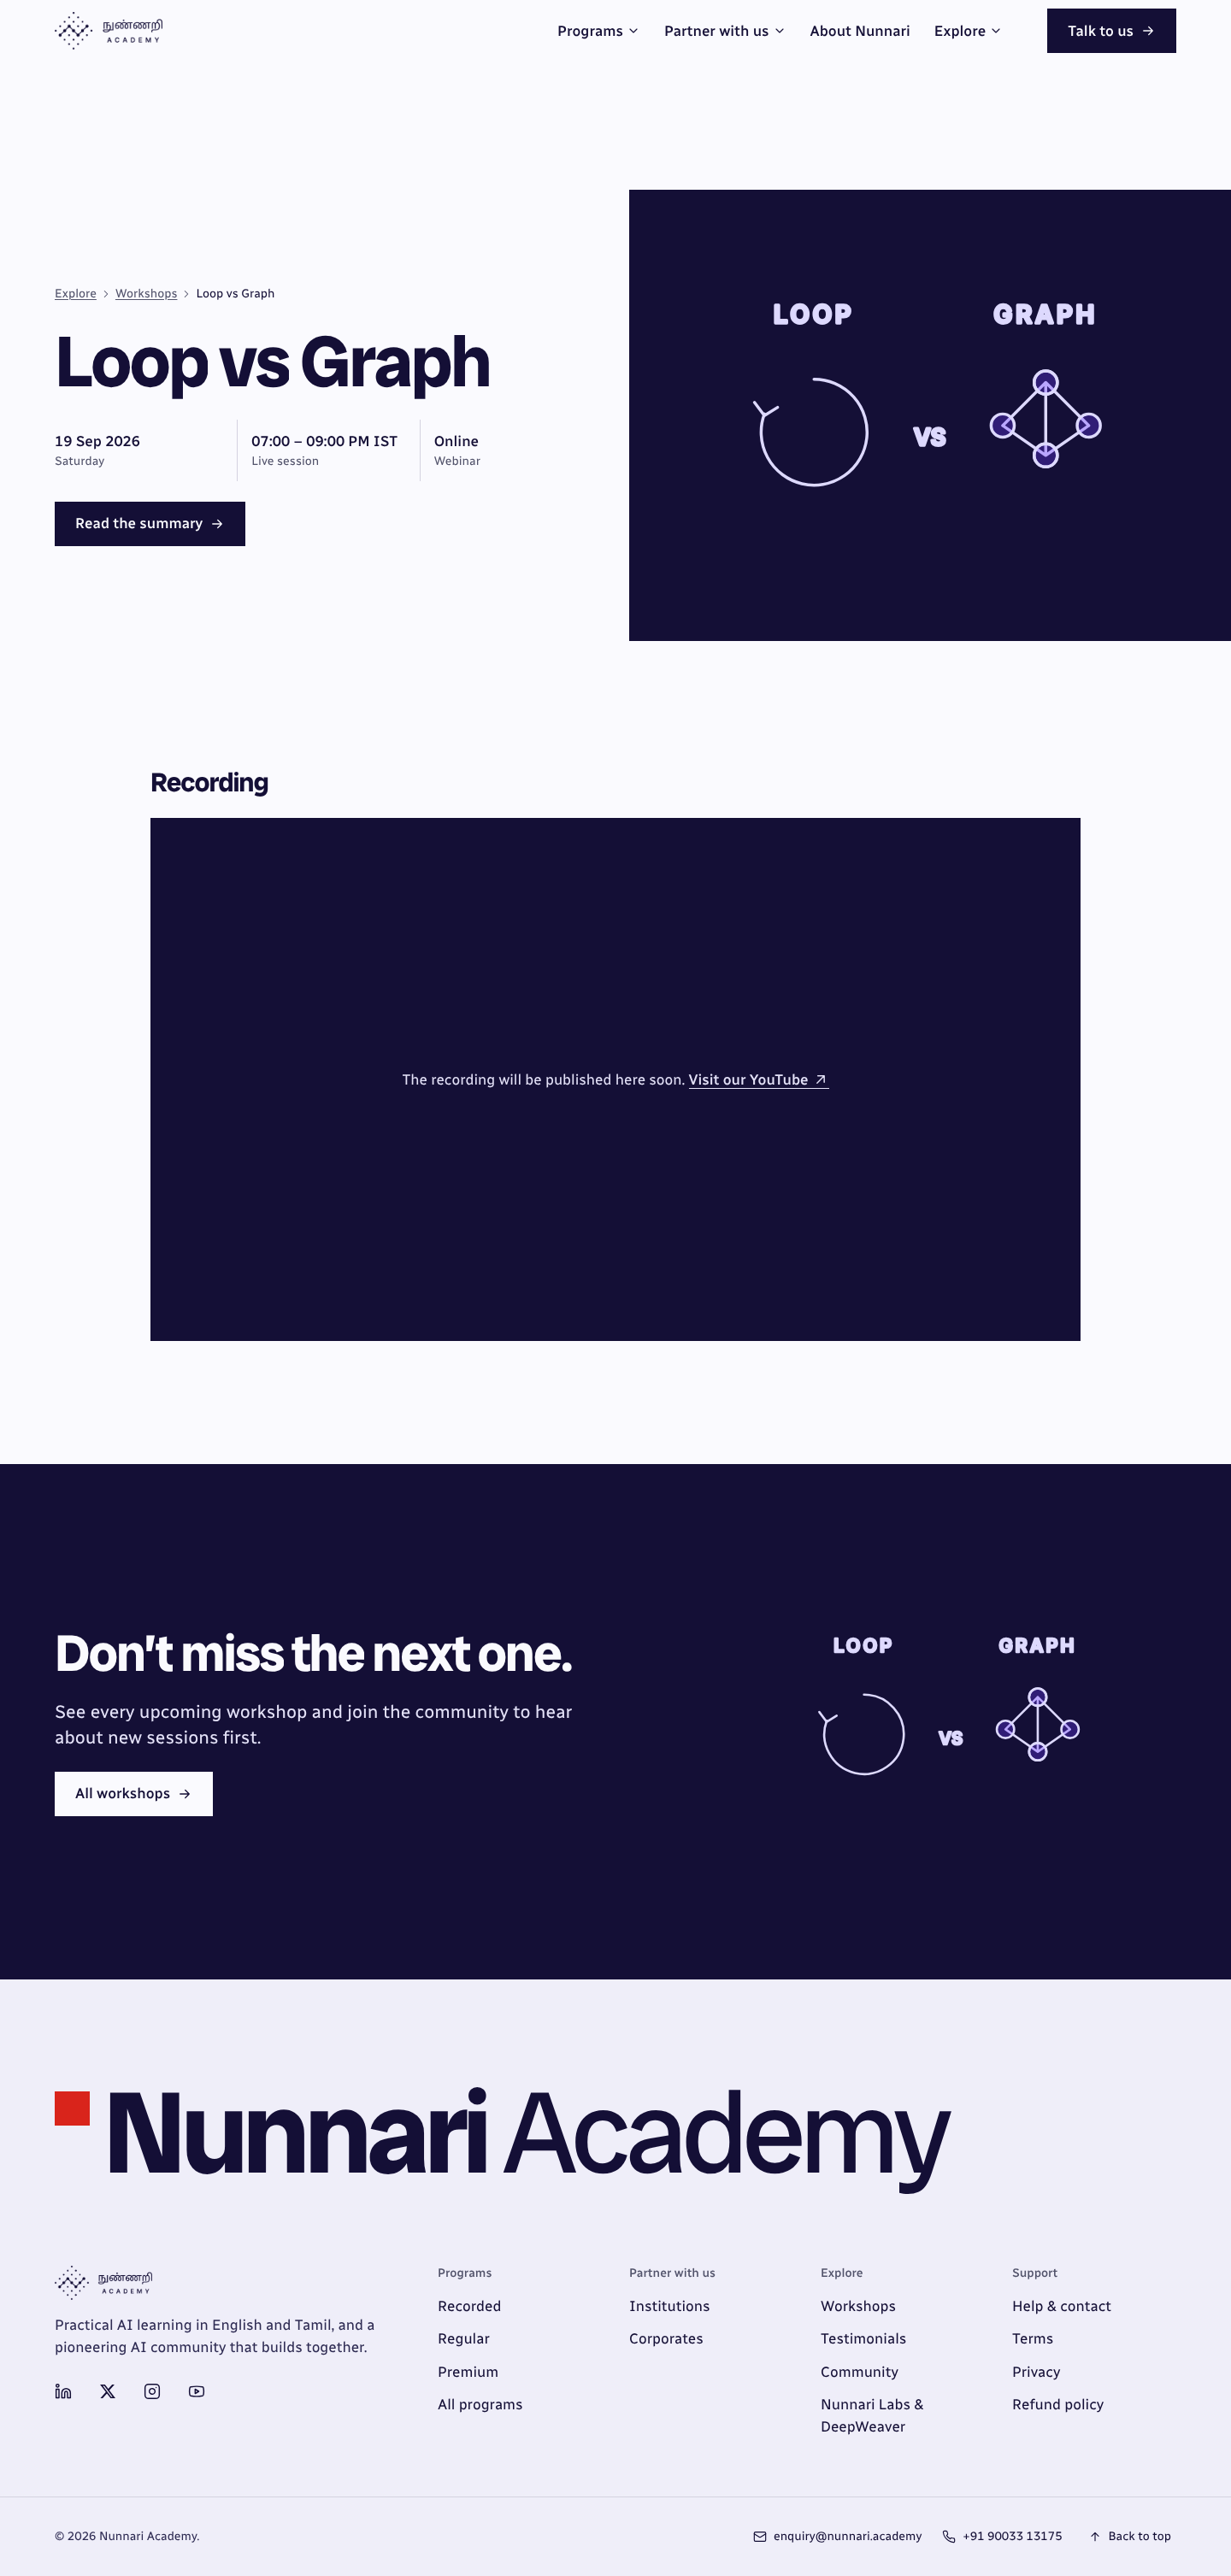 நுண்ணறி
ACADEMY
Programs
Partner with us
About Nunnari
Explore
Talk to us
Explore > Workshops > Loop vs Graph
Loop vs Graph
19 Sep 2026
Saturday
07:00 – 09:00 PM IST
Live session
Online
Webinar
Read the summary
LOOP
GRAPH
VS
Recording
The recording will be published here soon. Visit our YouTube
Don't miss the next one.
See every upcoming workshop and join the community to hear
about new sessions first.
All workshops
LOOP
GRAPH
VS
Nunnari Academy
நுண்ணறி
ACADEMY
Practical AI learning in English and Tamil, and a
pioneering AI community that builds together.
Programs
Recorded
Regular
Premium
All programs
Partner with us
Institutions
Corporates
Explore
Workshops
Testimonials
Community
Nunnari Labs &
DeepWeaver
Support
Help & contact
Terms
Privacy
Refund policy
© 2026 Nunnari Academy.
enquiry@nunnari.academy
+91 90033 13175
Back to top